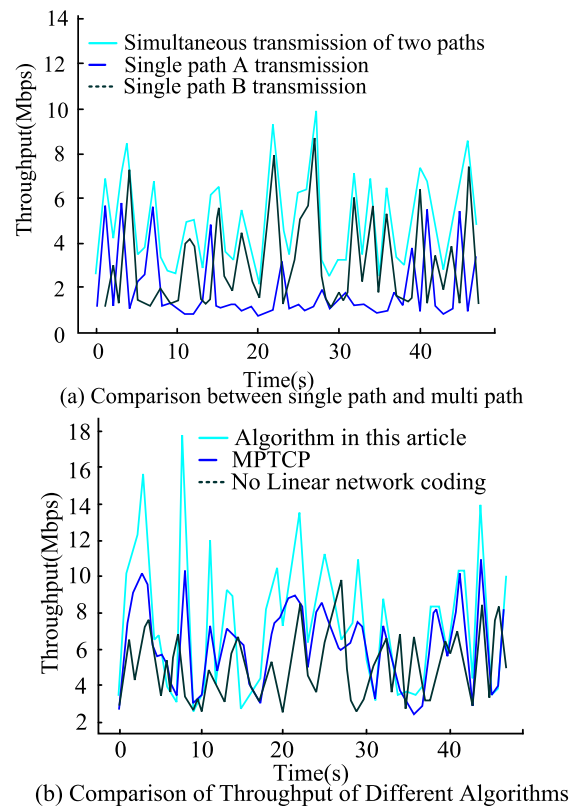 14
12
10
8
6
4
2
0
Throughput(Mbps)
Simultaneous transmission of two paths
Single path A transmission
Single path B transmission
0 10 20 30 40
Time(s)
(a) Comparison between single path and multi path
18
16
14
12
10
8
6
4
2
Throughput(Mbps)
Algorithm in this article
MPTCP
No Linear network coding
0 10 20 30 40
Time(s)
(b) Comparison of Throughput of Different Algorithms